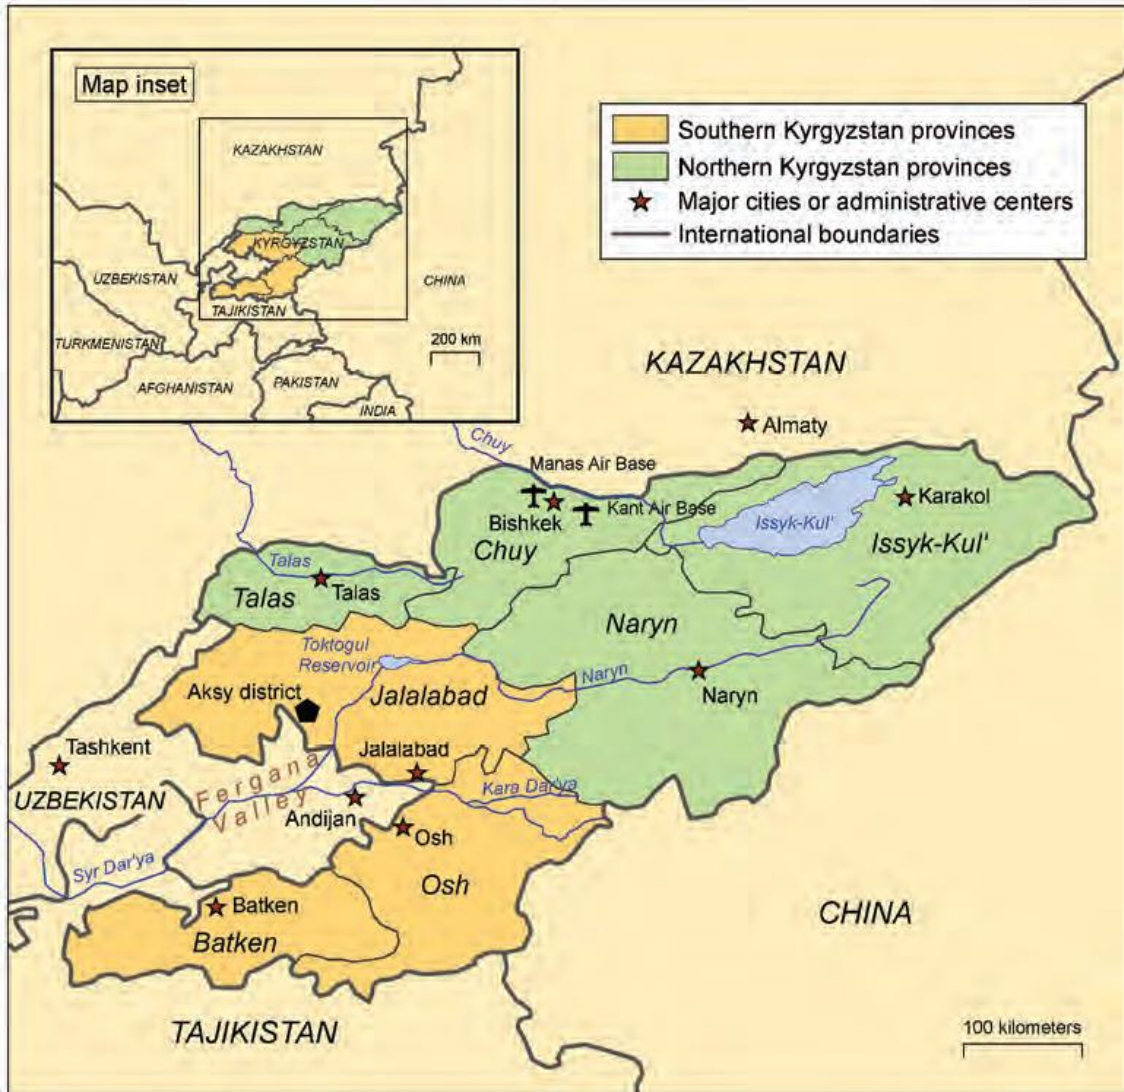 Map inset
KAZAKHSTAN
KYRGYZSTAN
UZBEKISTAN
CHINA
TAJIKISTAN
200 km
TURKMENISTAN
AFGHANISTAN
PAKISTAN
INDIA
Southern Kyrgyzstan provinces
Northern Kyrgyzstan provinces
Major cities or administrative centers
International boundaries
KAZAKHSTAN
Almaty
Chuy
Manas Air Base
Bishkek
Kant Air Base
Chuy
Issyk-Kul'
Karakol
Issyk-Kul'
Talas
Talas
Talas
Naryn
Toktogul
Reservoir
Naryn
Naryn
Aksy district
Jalalabad
Tashkent
Jalalabad
Fergana
Valley
Kara Dar'ya
UZBEKISTAN
Andijan
Osh
Syr Dar'ya
Osh
Batken
Batken
CHINA
TAJIKISTAN
100 kilometers